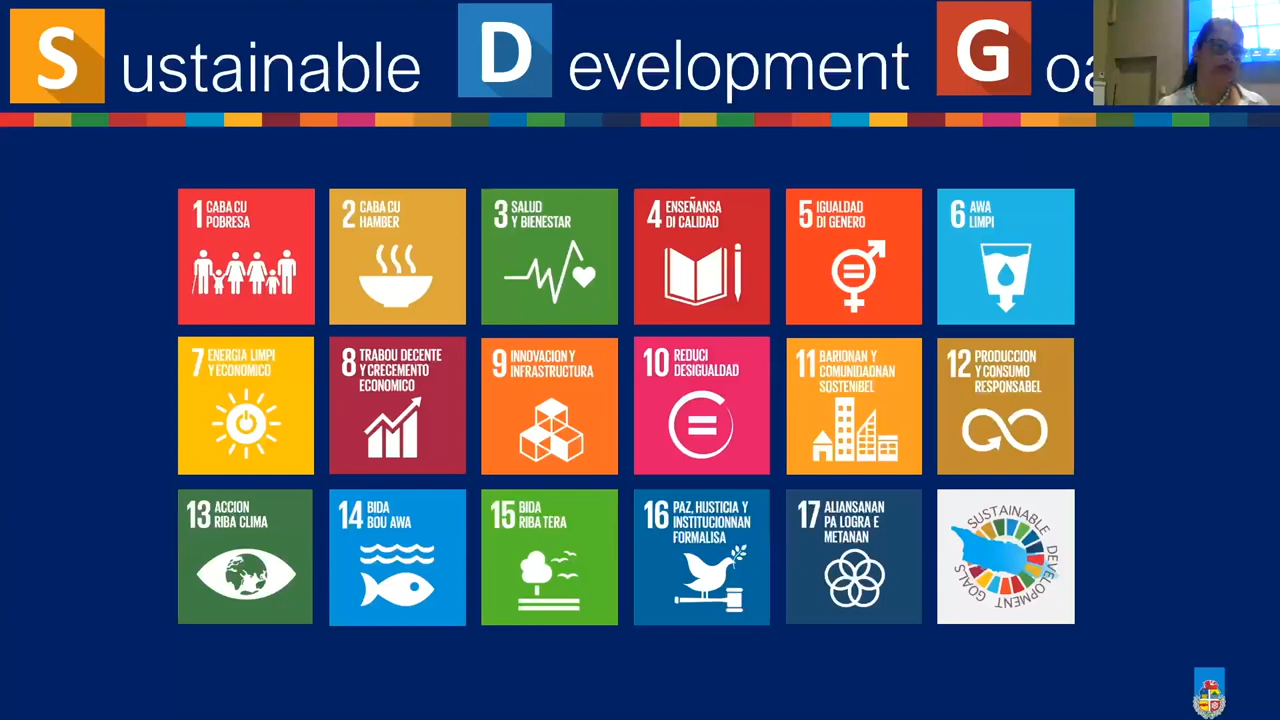 Sustainable Development Goa
1 CABA CU
POBRESA
2 CABA CU
HAMBER
3 SALUD
Y BIENESTAR
4 ENSEÑANSA
DI CALIDAD
5 IGUALDAD
DI GENERO
6 AWA
LIMPI
7 ENERGIA LIMPI
Y ECONOMICO
8 TRABOU DECENTE
Y CRECEMENTO
ECONOMICO
9 INNOVACION Y
INFRASTRUCTURA
10 REDUCI
DESIGUALDAD
11 BARIONAN Y
COMUNIDADNAN
SOSTENIBEL
12 PRODUCCION
Y CONSUMO
RESPONSABEL
13 ACCION
RIBA CLIMA
14 BIDA
BOU AWA
15 BIDA
RIBA TERA
16 PAZ, HUSTICIA Y
INSTITUCIONNAN
FORMALISA
17 ALIANSANAN
PA LOGRA E
METANAN
SUSTAINABLE DEVELOPMENT GOALS